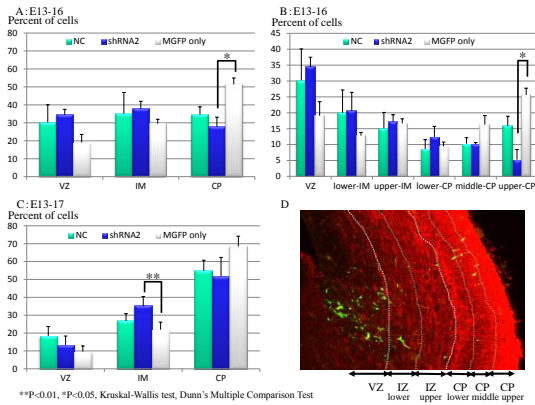 A:E13-16
Percent of cells
NC shRNA2 MGFP only
80
70
60
50
40
30
20
10
0
*
VZ IM CP
B:E13-16
Percent of cells
NC shRNA2 MGFP only
45
40
35
30
25
20
15
10
5
0
*
VZ lower-IM upper-IM lower-CP middle-CP upper-CP
C:E13-17
Percent of cells
NC shRNA2 MGFP only
80
70
60
50
40
30
20
10
0
**
VZ IM CP
D
VZ IZ IZ CP CP CP
lower upper lower middle upper
**P<0.01, *P<0.05, Kruskal-Wallis test, Dunn's Multiple Comparison Test